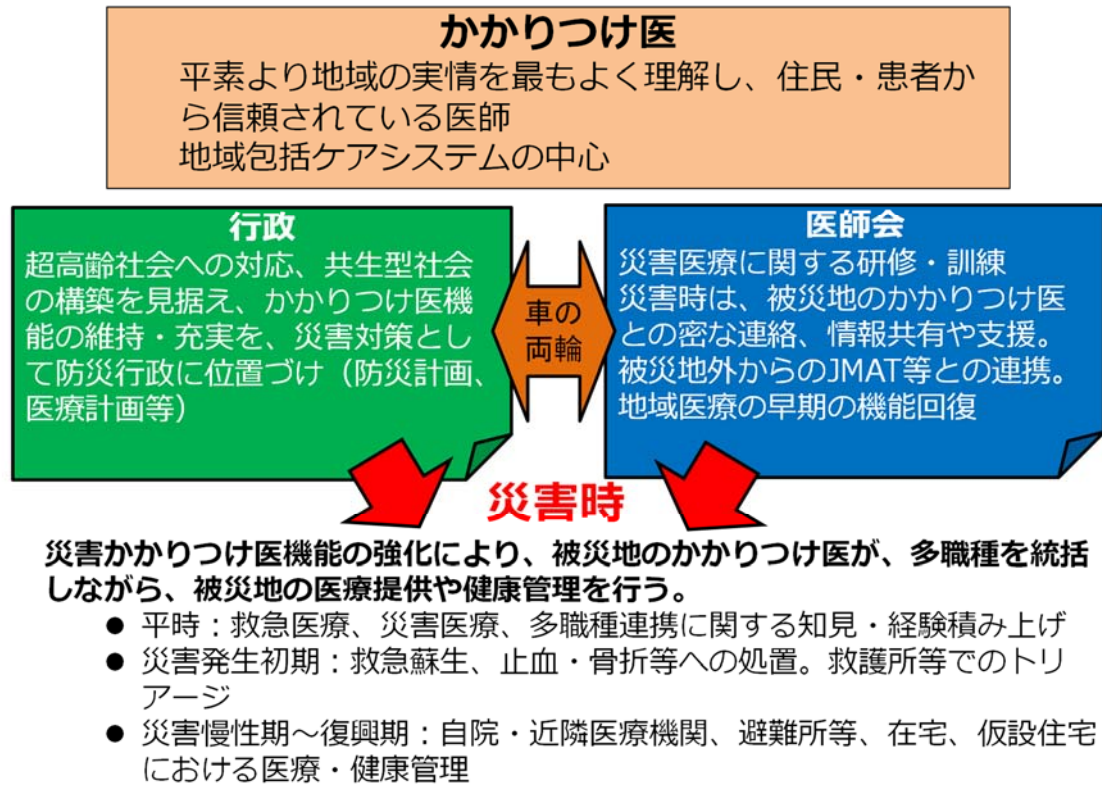 かかりつけ医
平素より地域の実情を最もよく理解し、住民・患者か
ら信頼されている医師
地域包括ケアシステムの中心
行政
超高齢社会への対応、共生型社会
の構築を見据え、かかりつけ医機
能の維持・充実を、災害対策とし
て防災行政に位置づけ（防災計画、
医療計画等）
車の
両輪
医師会
災害医療に関する研修・訓練
災害時は、被災地のかかりつけ医
との密な連絡、情報共有や支援。
被災地外からのJMAT等との連携。
地域医療の早期の機能回復
災害時
災害かかりつけ医機能の強化により、被災地のかかりつけ医が、多職種を統括
しながら、被災地の医療提供や健康管理を行う。
● 平時：救急医療、災害医療、多職種連携に関する知見・経験積み上げ
● 災害発生初期：救急蘇生、止血・骨折等への処置。救護所等でのトリ
アージ
● 災害慢性期～復興期：自院・近隣医療機関、避難所等、在宅、仮設住宅
における医療・健康管理